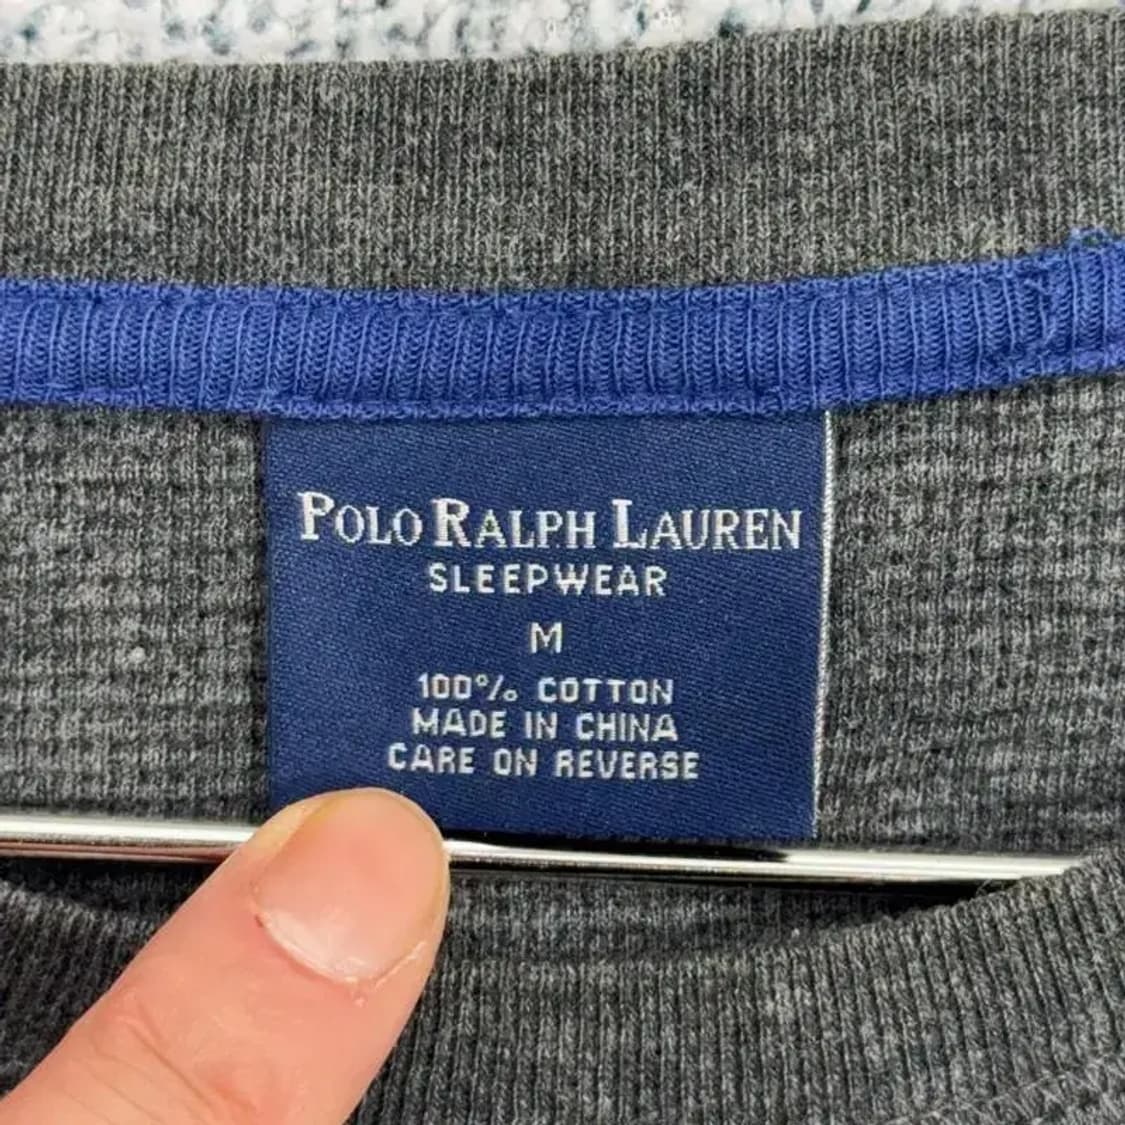 POLO RALPH LAUREN
SLEEPWEAR
M
100% COTTON
MADE IN CHINA
CARE ON REVERSE